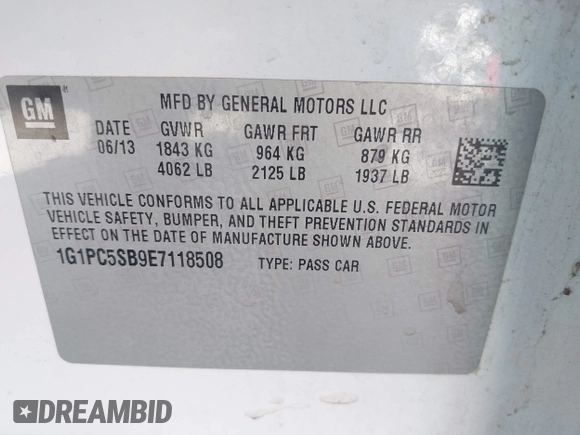 GM
MFD BY GENERAL MOTORS LLC
DATE GVWR GAWR FRT GAWR RR
06/13 1843 KG 964 KG 879 KG
4062 LB 2125 LB 1937 LB
THIS VEHICLE CONFORMS TO ALL APPLICABLE U.S. FEDERAL MOTOR
VEHICLE SAFETY, BUMPER, AND THEFT PREVENTION STANDARDS IN
EFFECT ON THE DATE OF MANUFACTURE SHOWN ABOVE.
1G1PC5SB9E7118508 TYPE: PASS CAR
DREAMBID